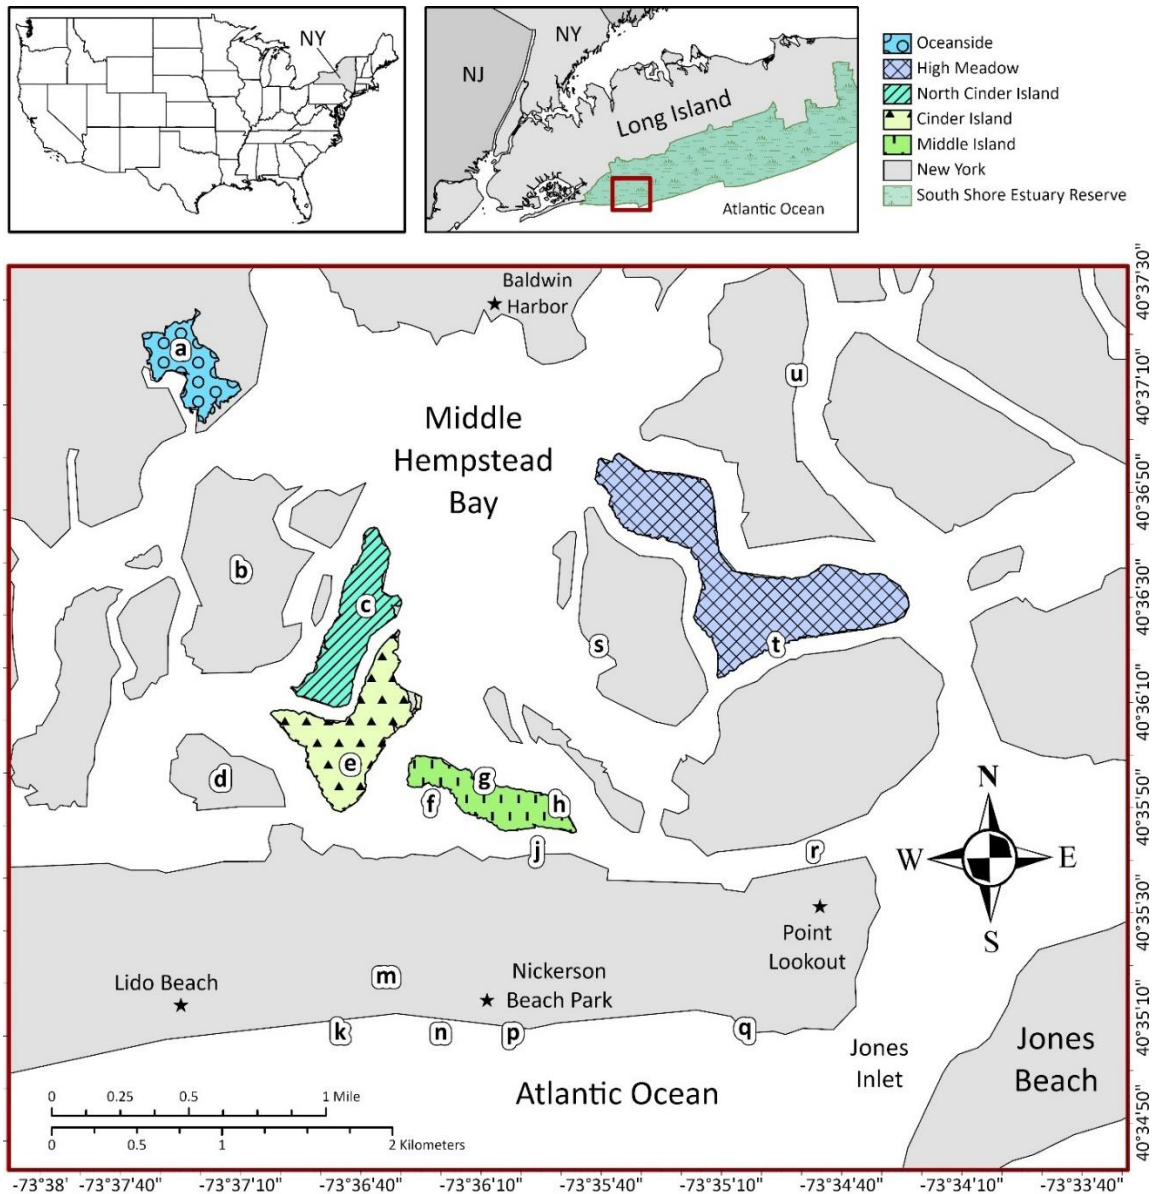 NY
NY
NJ
Long Island
Atlantic Ocean
Oceanside
High Meadow
North Cinder Island
Cinder Island
Middle Island
New York
South Shore Estuary Reserve
Baldwin
Harbor
a
u
Middle
Hempstead
Bay
b
c
s
t
d
e
g
f
h
j
r
N
W
E
S
Point
Lookout
m
Lido Beach
Nickerson
Beach Park
k
n
p
q
Jones
Inlet
Jones
Beach
Atlantic Ocean
0 0.25 0.5 1 Mile
0 0.5 1 2 Kilometers
40°37'30"
40°37'10"
40°36'50"
40°36'30"
40°36'10"
40°35'50"
40°35'30"
40°35'10"
40°34'50"
-73°38' -73°37'40" -73°37'10" -73°36'40" -73°36'10" -73°35'40" -73°35'10" -73°34'40" -73°34'10" -73°33'40"